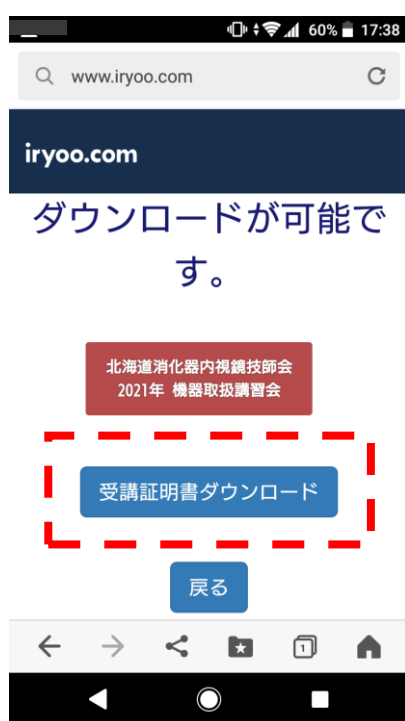 60% 17:38
www.iryoo.com
iryoo.com
ダウンロードが可能で
す。
北海道消化器内視鏡技師会
2021年 機器取扱講習会
受講証明書ダウンロード
戻る
1